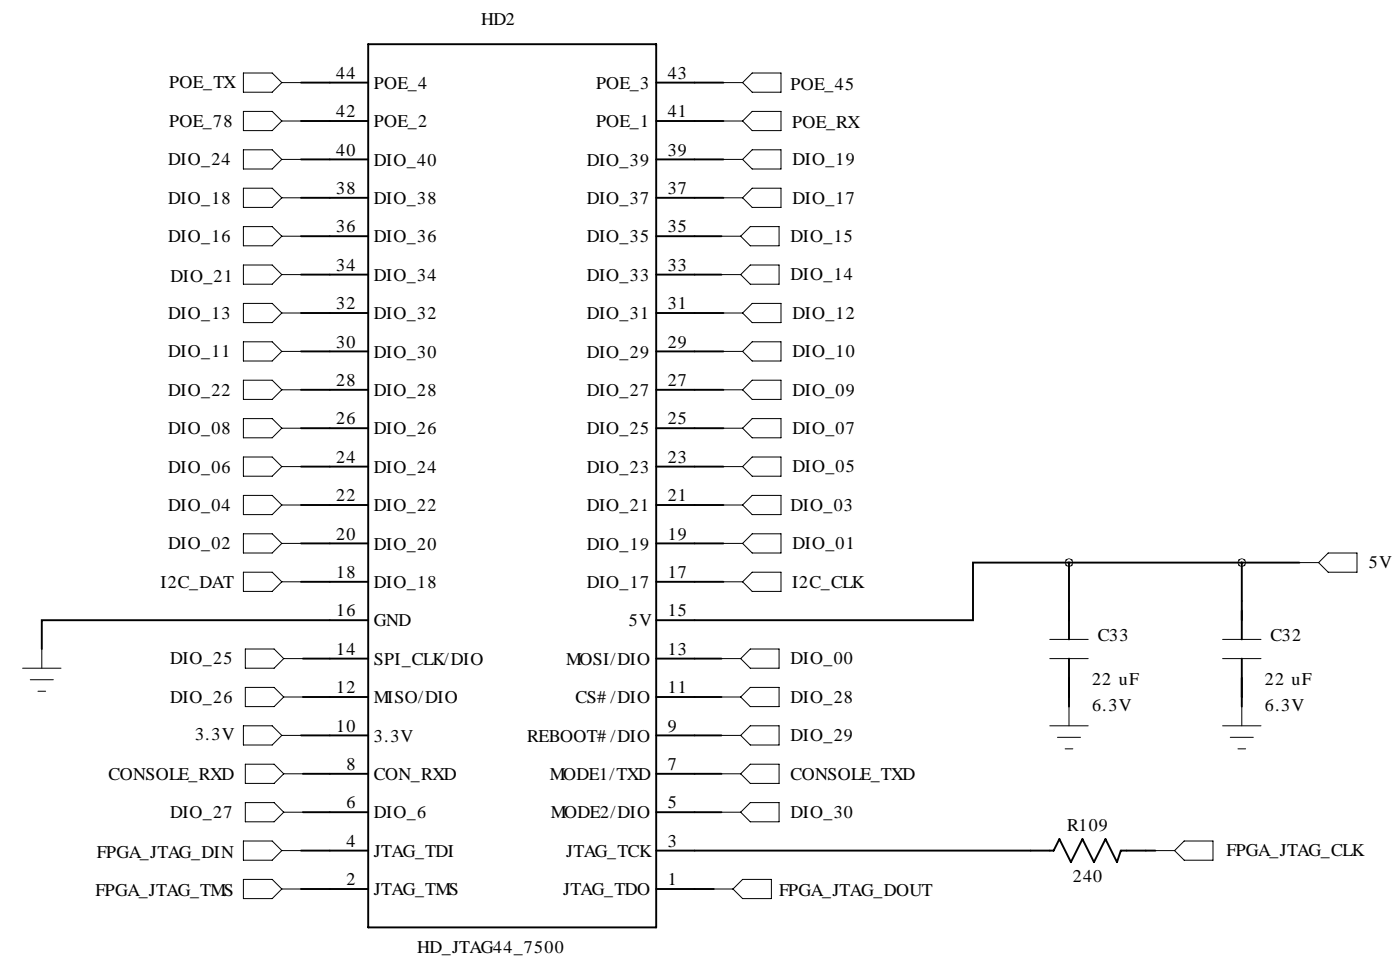 HD2
POE_TX 44 POE_4 POE_3 43 POE_45
POE_78 42 POE_2 POE_1 41 POE_RX
DIO_24 40 DIO_40 DIO_39 39 DIO_19
DIO_18 38 DIO_38 DIO_37 37 DIO_17
DIO_16 36 DIO_36 DIO_35 35 DIO_15
DIO_21 34 DIO_34 DIO_33 33 DIO_14
DIO_13 32 DIO_32 DIO_31 31 DIO_12
DIO_11 30 DIO_30 DIO_29 29 DIO_10
DIO_22 28 DIO_28 DIO_27 27 DIO_09
DIO_08 26 DIO_26 DIO_25 25 DIO_07
DIO_06 24 DIO_24 DIO_23 23 DIO_05
DIO_04 22 DIO_22 DIO_21 21 DIO_03
DIO_02 20 DIO_20 DIO_19 19 DIO_01
5V
I2C_DAT 18 DIO_18 DIO_17 17 I2C_CLK
16 GND 5V 15
C33 C32
DIO_25 14 SPI_CLK/DIO MOSI/DIO 13 DIO_00
22 uF 22 uF
DIO_26 12 MISO/DIO CS#/DIO 11 DIO_28
6.3V 6.3V
3.3V 10 3.3V REBOOT#/DIO 9 DIO_29
CONSOLE_RXD 8 CON_RXD MODE1/TXD 7 CONSOLE_TXD
DIO_27 6 DIO_6 MODE2/DIO 5 DIO_30
R109
FPGA_JTAG_DIN 4 JTAG_TDI JTAG_TCK 3 FPGA_JTAG_CLK
240
FPGA_JTAG_TMS 2 JTAG_TMS JTAG_TDO 1 FPGA_JTAG_DOUT
HD_JTAG44_7500